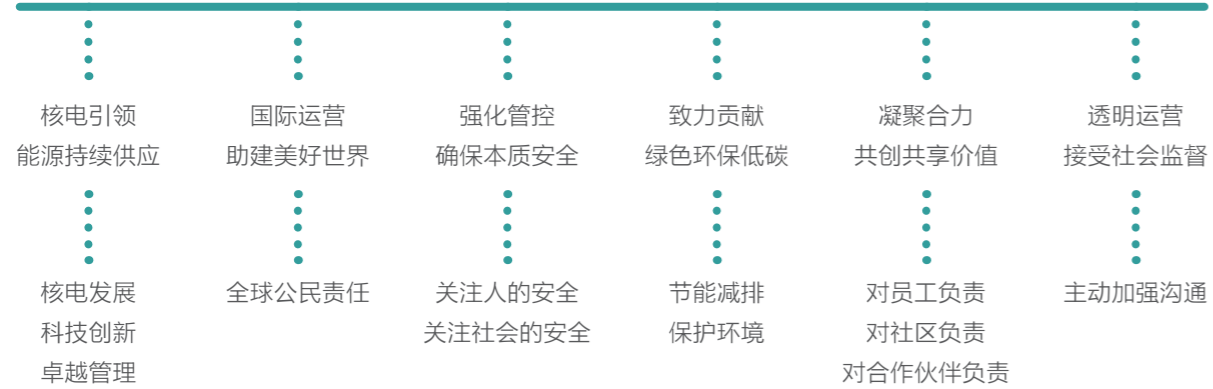 核电引领
能源持续供应
国际运营
助建美好世界
强化管控
确保本质安全
致力贡献
绿色环保低碳
凝聚合力
共创共享价值
透明运营
接受社会监督
核电发展
科技创新
卓越管理
全球公民责任
关注人的安全
关注社会的安全
节能减排
保护环境
对员工负责
对社区负责
对合作伙伴负责
主动加强沟通